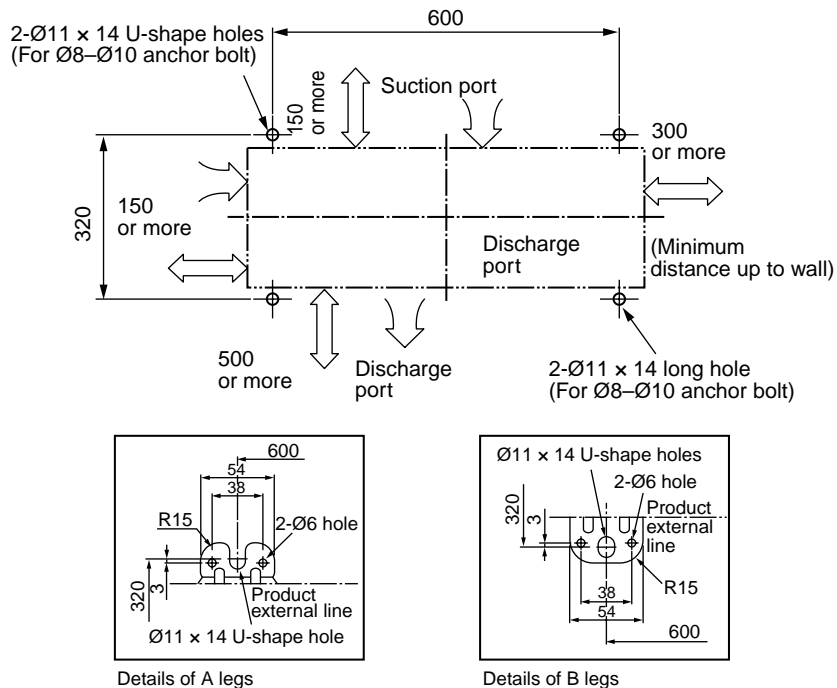 2-Ø11 × 14 U-shape holes
(For Ø8–Ø10 anchor bolt)
600
150
or more
Suction port
300
or more
320
150
or more
Discharge
port
(Minimum
distance up to wall)
500
or more
Discharge
port
2-Ø11 × 14 long hole
(For Ø8–Ø10 anchor bolt)
600
54
38
R15
2-Ø6 hole
320
3
Product
external line
Ø11 × 14 U-shape hole
Details of A legs
Ø11 × 14 U-shape holes
2-Ø6 hole
320
3
Product
external
line
R15
38
54
600
Details of B legs